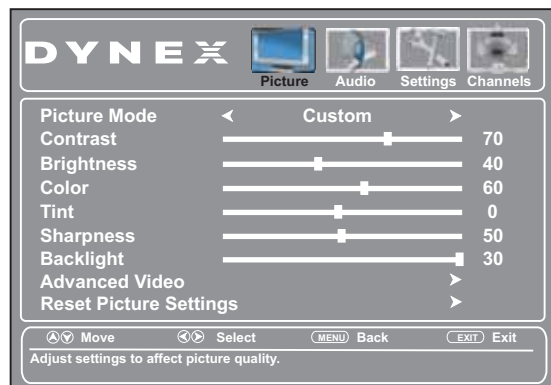 DYNEX
Picture Audio Settings Channels
Picture Mode Custom
Contrast 70
Brightness 40
Color 60
Tint 0
Sharpness 50
Backlight 30
Advanced Video
Reset Picture Settings
Move Select MENU Back EXIT Exit
Adjust settings to affect picture quality.